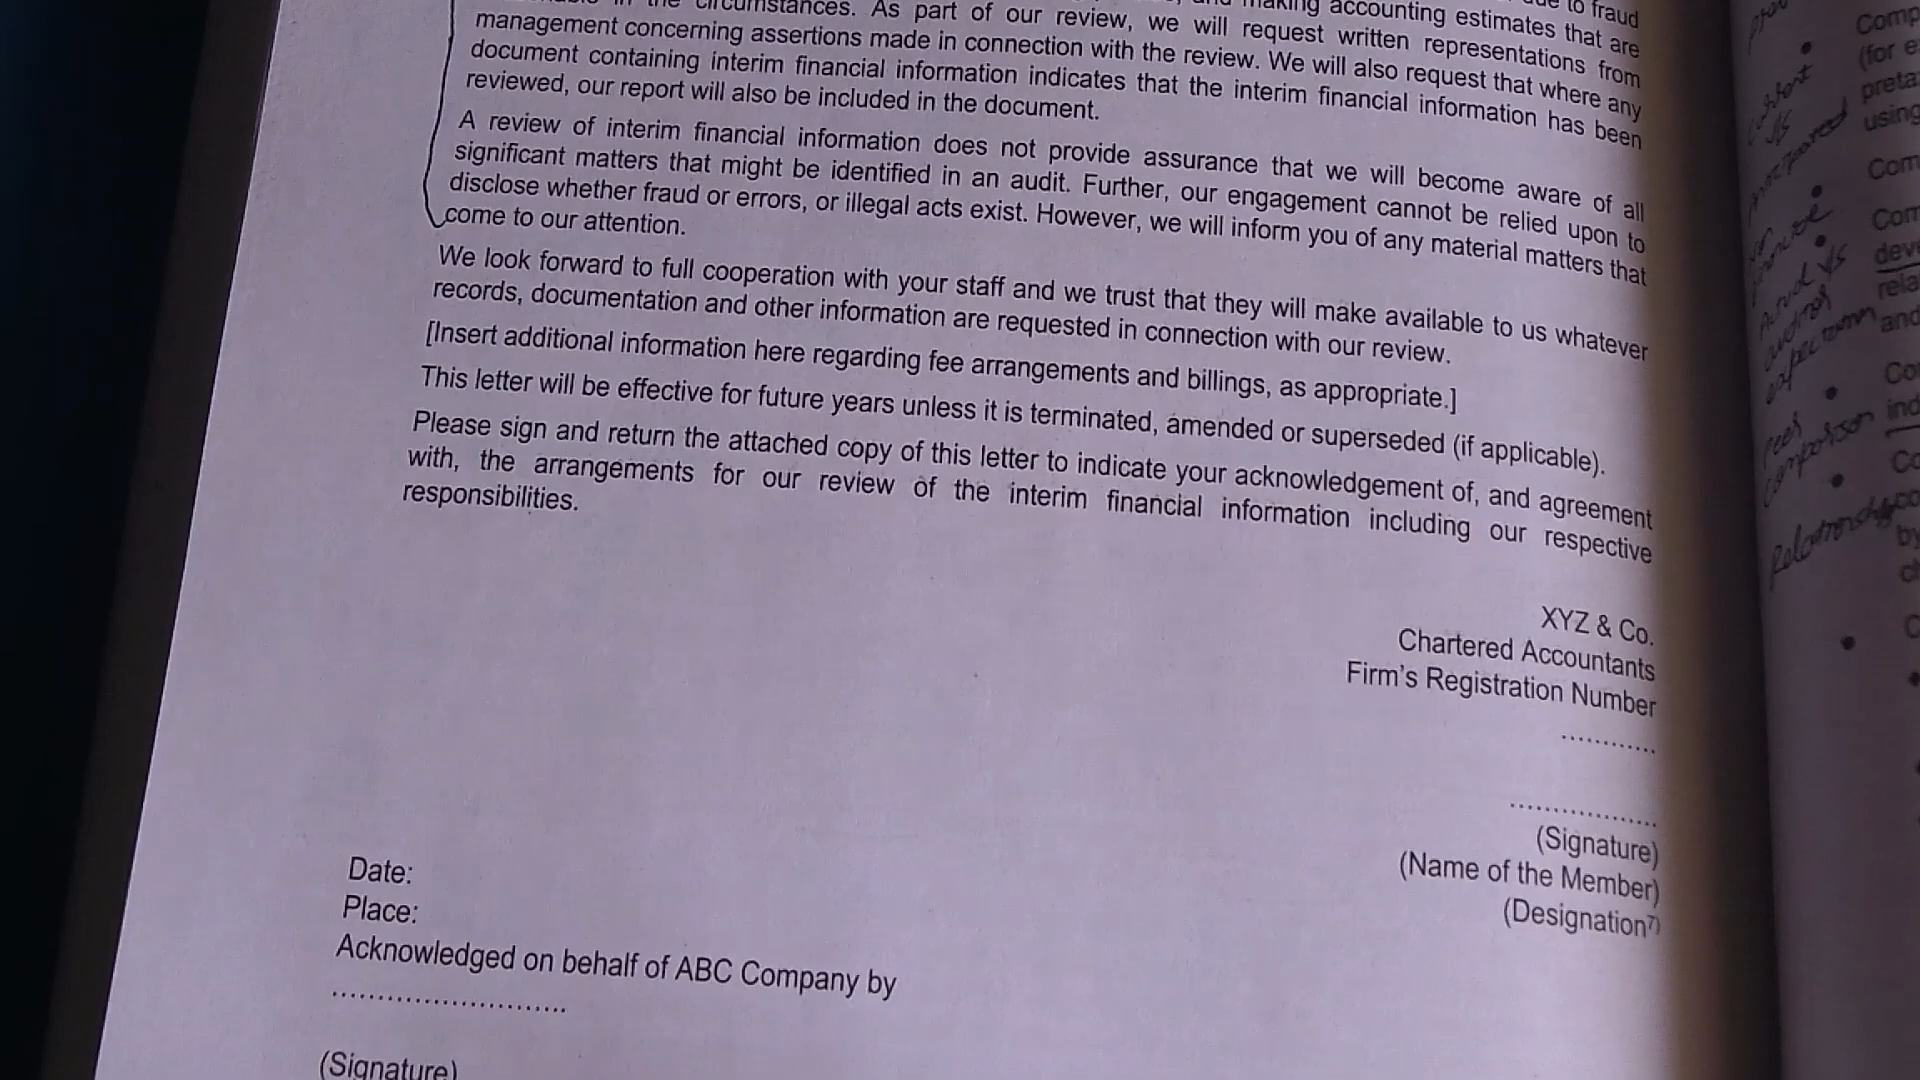 in the circumstances. As part of our review, we will request written representations from
management concerning assertions made in connection with the review. We will also request that where any
document containing interim financial information indicates that the interim financial information has been
reviewed, our report will also be included in the document.
A review of interim financial information does not provide assurance that we will become aware of all
significant matters that might be identified in an audit. Further, our engagement cannot be relied upon to
disclose whether fraud or errors, or illegal acts exist. However, we will inform you of any material matters that
come to our attention.
We look forward to full cooperation with your staff and we trust that they will make available to us whatever
records, documentation and other information are requested in connection with our review.
[Insert additional information here regarding fee arrangements and billings, as appropriate.]
This letter will be effective for future years unless it is terminated, amended or superseded (if applicable).
Please sign and return the attached copy of this letter to indicate your acknowledgement of, and agreement
with, the arrangements for our review of the interim financial information including our respective
responsibilities.
XYZ & Co.
Chartered Accountants
Firm's Registration Number
............
.................
(Signature)
(Name of the Member)
(Designation7)
Date:
Place:
Acknowledged on behalf of ABC Company by
..........................
(Signature)
(for e
using
and
Relationship